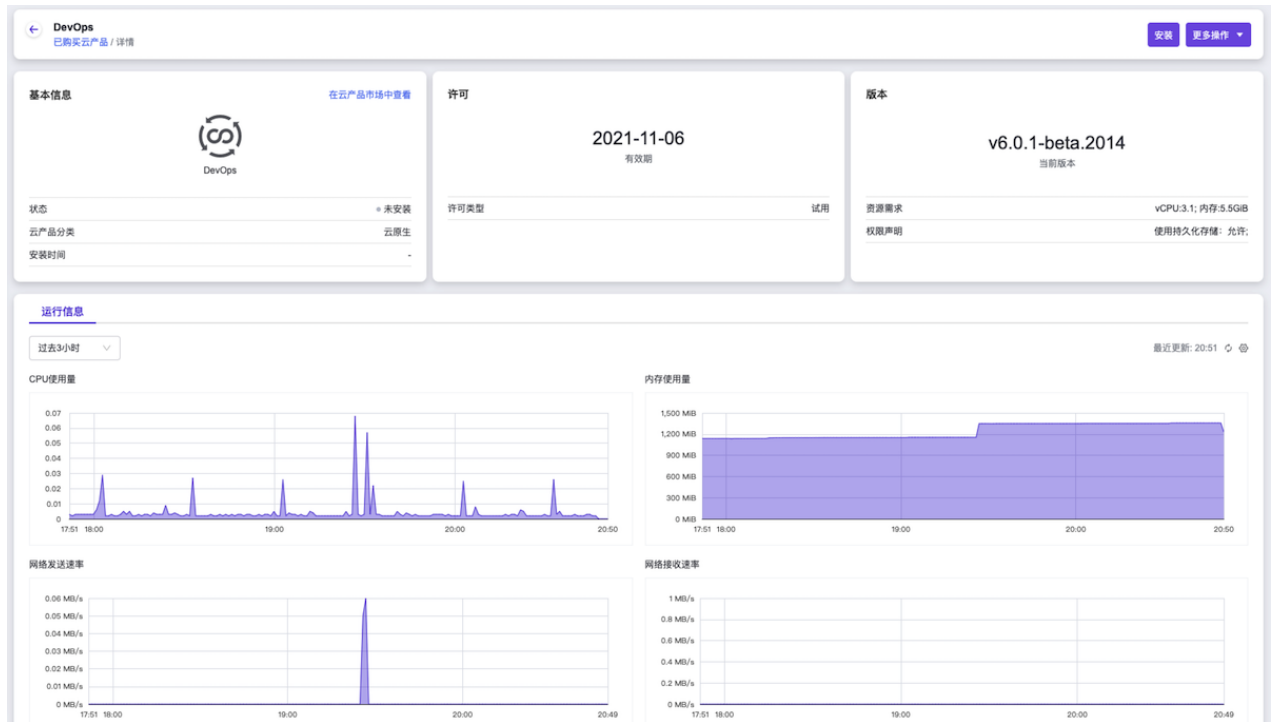 DevOps
已购买云产品 / 详情
安装
更多操作
基本信息
在云产品市场中查看
DevOps
状态
未安装
云产品分类
云原生
安装时间
-
许可
2021-11-06
有效期
许可类型
试用
版本
v6.0.1-beta.2014
当前版本
资源需求
vCPU:3.1; 内存:5.5GiB
权限声明
使用持久化存储：允许;
运行信息
过去3小时
最近更新: 20:51
CPU使用量
0.07
0.06
0.05
0.04
0.03
0.02
0.01
0
17:51 18:00 19:00 20:00 20:50
内存使用量
1,500 MiB
1,200 MiB
900 MiB
600 MiB
300 MiB
0 MiB
17:51 18:00 19:00 20:00 20:50
网络发送速率
0.06 MB/s
0.05 MB/s
0.04 MB/s
0.03 MB/s
0.02 MB/s
0.01 MB/s
0 MB/s
17:51 18:00 19:00 20:00 20:49
网络接收速率
1 MB/s
0.8 MB/s
0.6 MB/s
0.4 MB/s
0.2 MB/s
0 MB/s
17:51 18:00 19:00 20:00 20:49